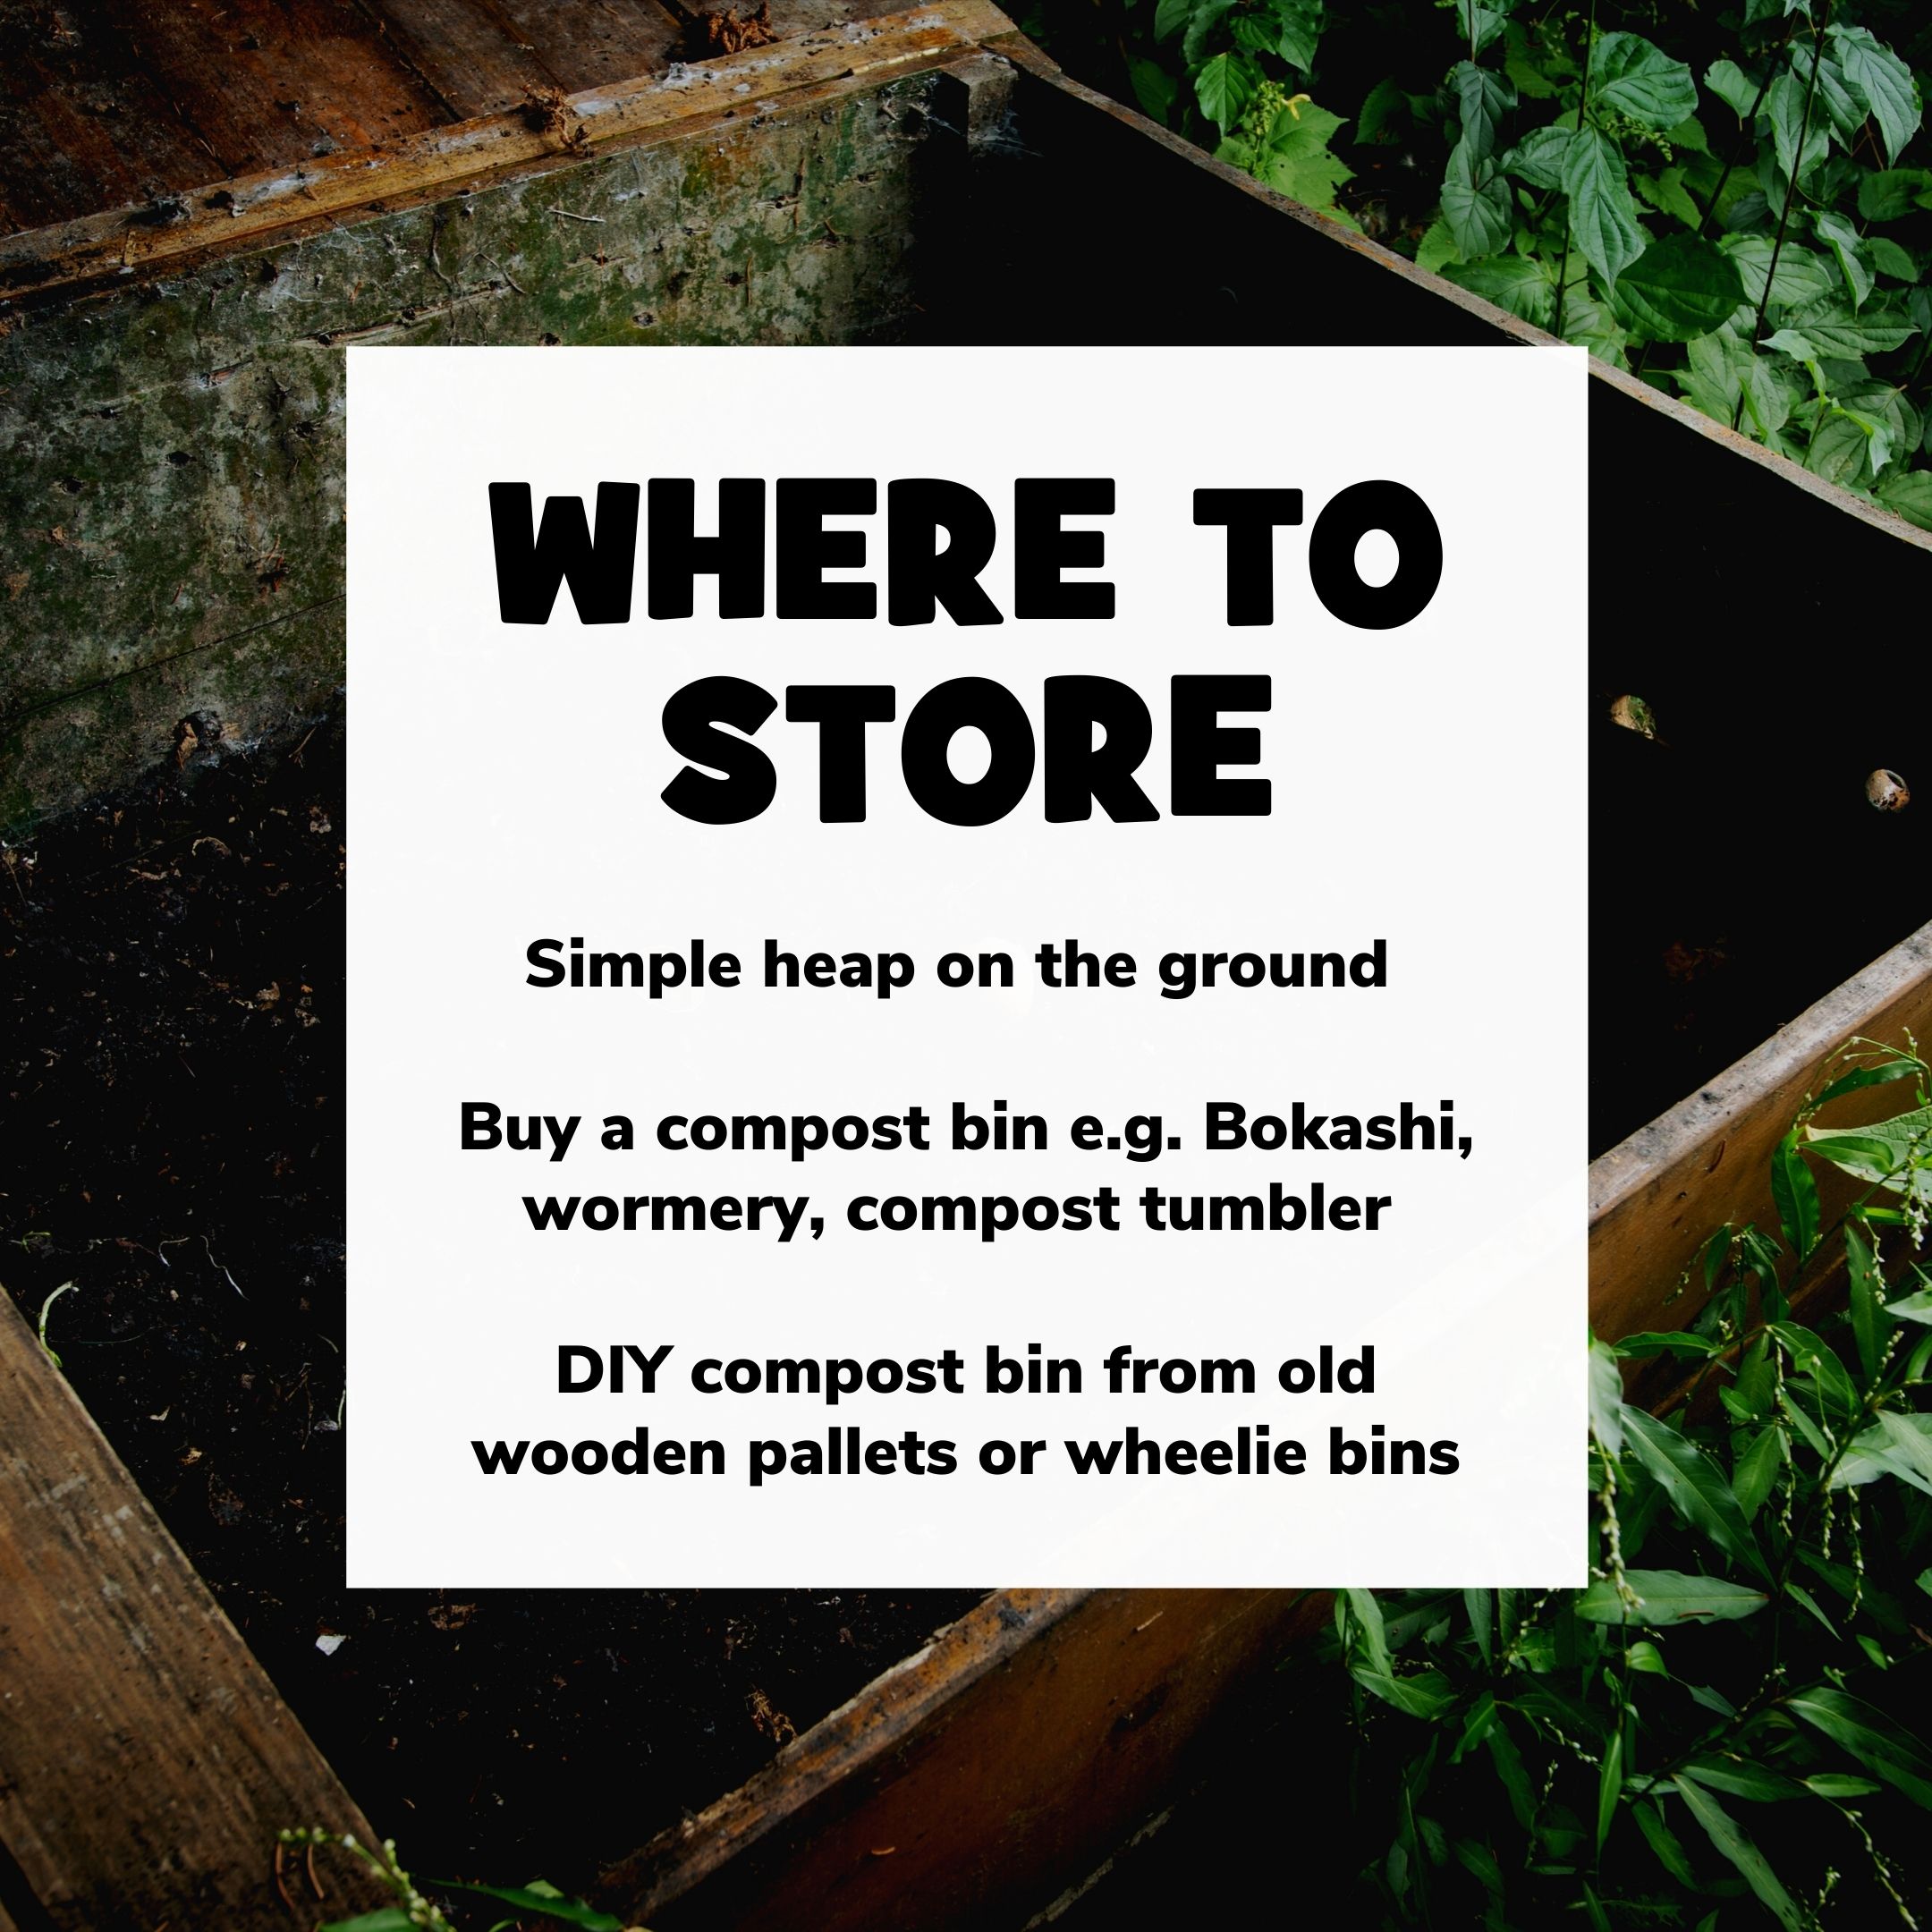 WHERE TO
STORE
Simple heap on the ground
Buy a compost bin e.g. Bokashi,
wormery, compost tumbler
DIY compost bin from old
wooden pallets or wheelie bins